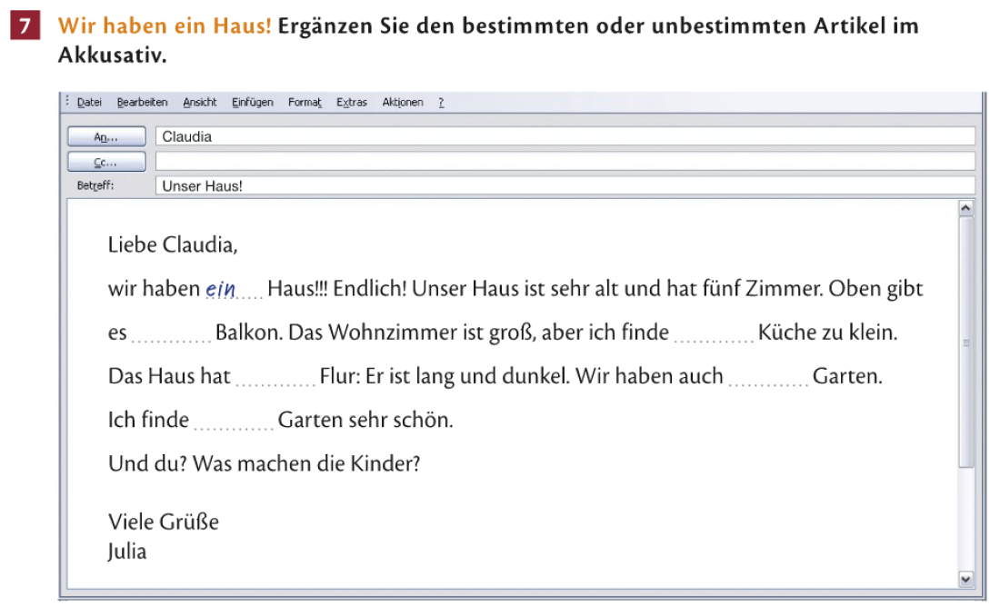 7 Wir haben ein Haus! Ergänzen Sie den bestimmten oder unbestimmten Artikel im
Akkusativ.
Datei Bearbeiten Ansicht Einfügen Format Extras Aktionen ?
An... Claudia
Cc...
Betreff: Unser Haus!
Liebe Claudia,
wir haben ein..... Haus!!! Endlich! Unser Haus ist sehr alt und hat fünf Zimmer. Oben gibt
es ............. Balkon. Das Wohnzimmer ist groß, aber ich finde ............. Küche zu klein.
Das Haus hat ............. Flur: Er ist lang und dunkel. Wir haben auch ............. Garten.
Ich finde ............. Garten sehr schön.
Und du? Was machen die Kinder?
Viele Grüße
Julia